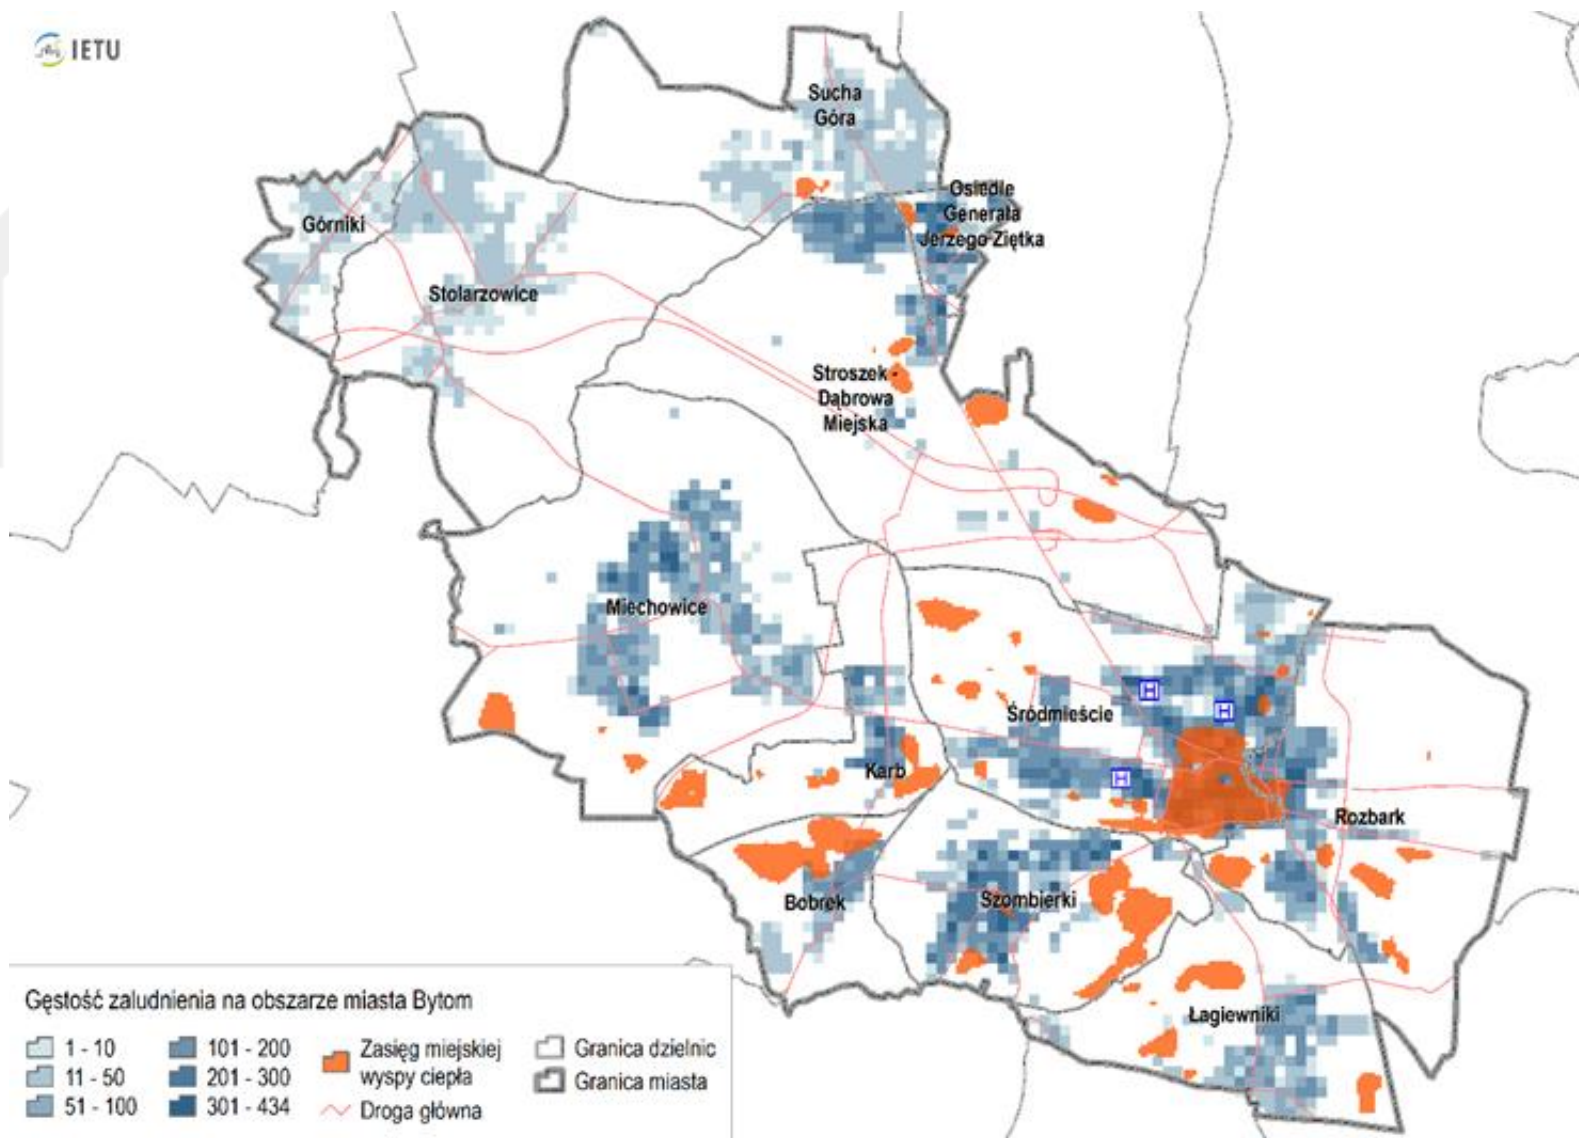 IETU
Sucha
Góra
Osiedle
Generała
Jerzego Ziętka
Górniki
Stolarzowice
Stroszek -
Dąbrowa
Miejska
Miechowice
Środmieście
Karb
Rozbark
Bobrek
Szombierki
Łagiewniki
H
H
H
Gęstość zaludnienia na obszarze miasta Bytom
1 - 10
11 - 50
51 - 100
101 - 200
201 - 300
301 - 434
Zasięg miejskiej
wyspy ciepła
Droga główna
Granica dzielnic
Granica miasta